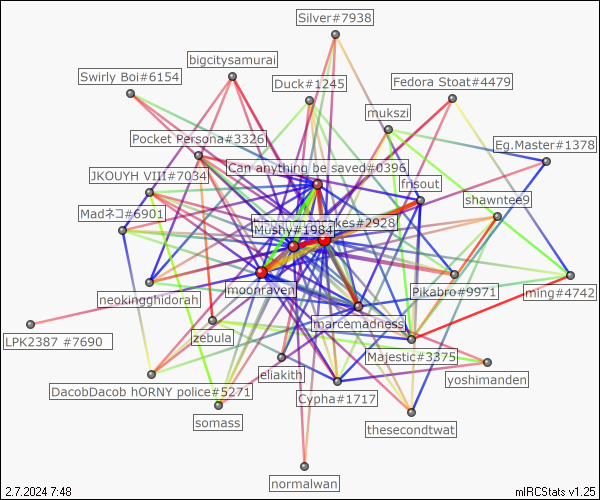 Silver#7938
bigcitysamurai
Swirly Boi#6154
Duck#1245
Fedora Stoat#4479
mukszi
Pocket Persona#3326
Eg.Master#1378
Can anything be saved#0396
JKOUYH VIII#7034
frisout
shawntee9
Madネコ#6901
Mushy#1984
kes#2928
moonraven
Pikabro#9971
ming#4742
neokingghidorah
marcemadness
LPK2387 #7690
zebula
Majestic#3375
eliakith
yoshimanden
DacobDacob hORNY police#5271
Cypha#1717
somass
thesecondtwat
normalwan
2.7.2024 7:48
mIRCStats v1.25